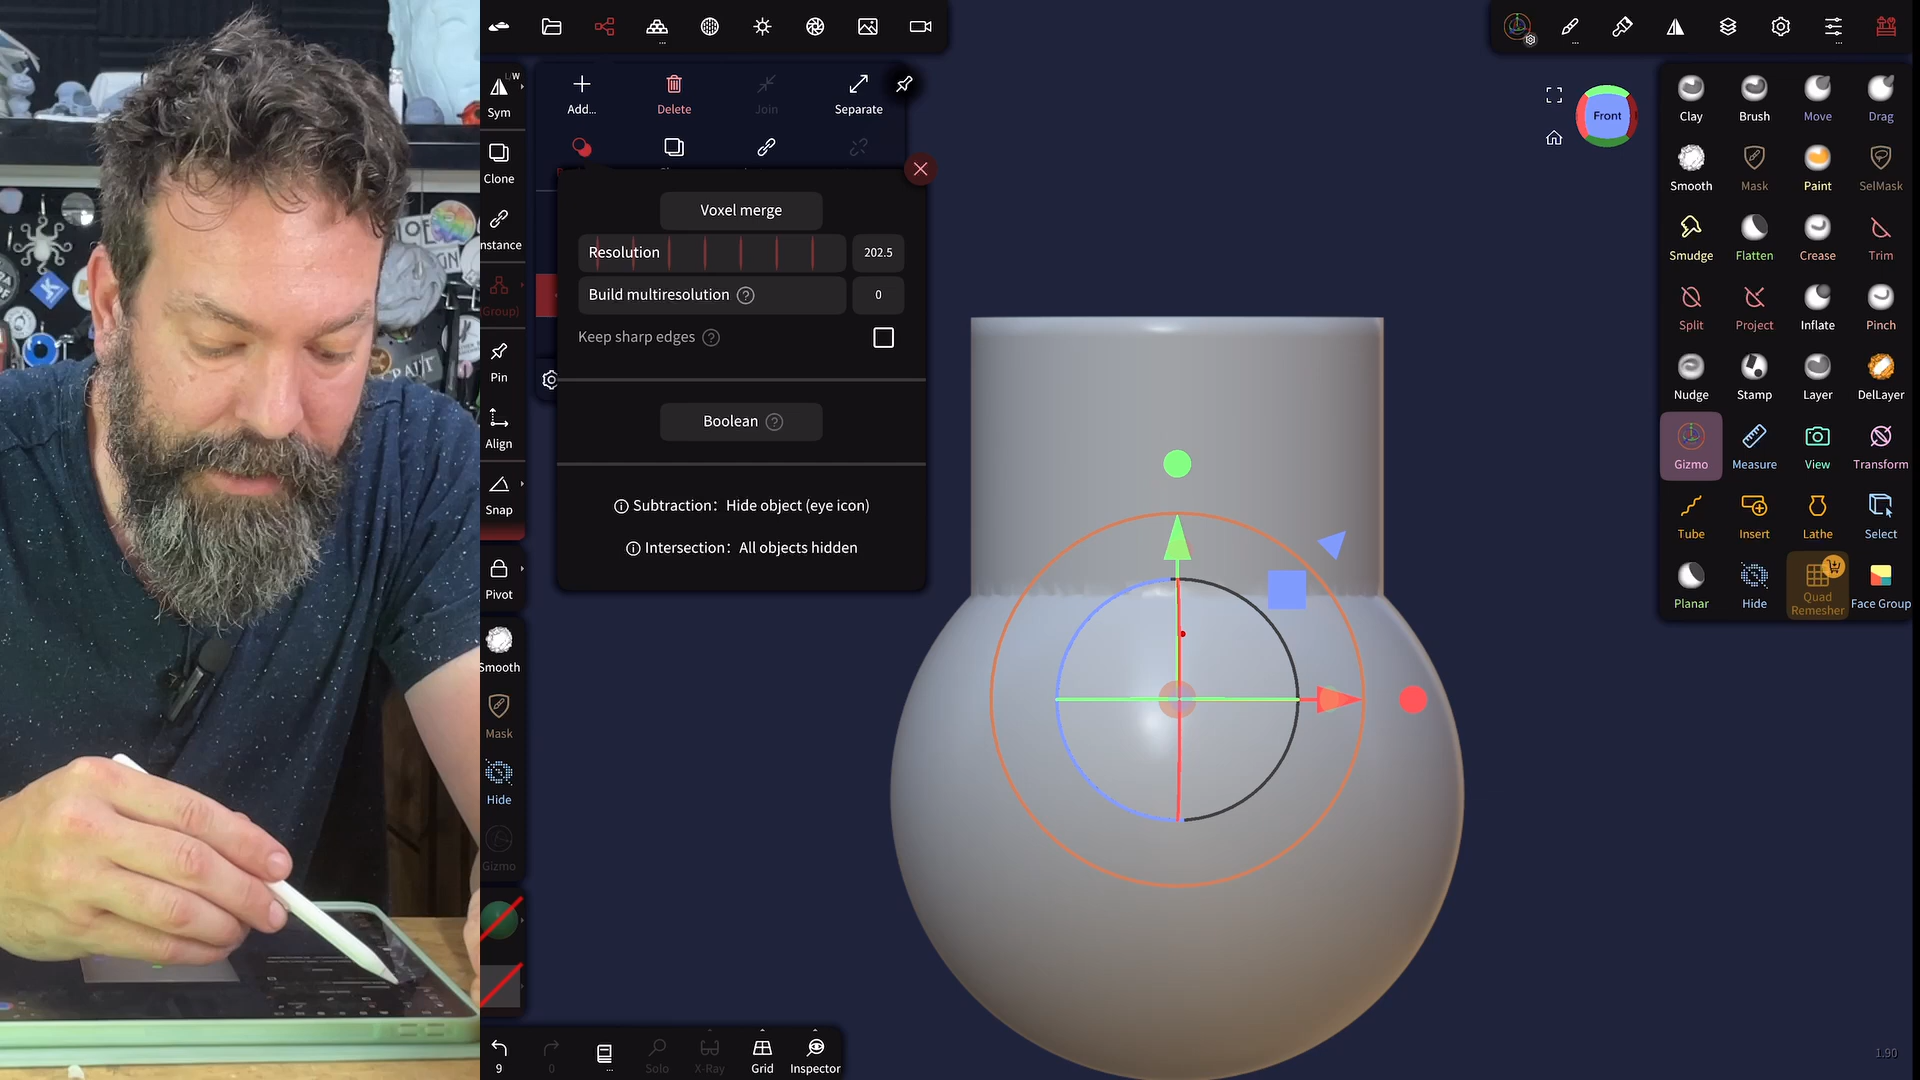 L/W
Sym
Clone
nstance
(Group)
Pin
Align
Snap
Pivot
Smooth
Mask
Hide
Gizmo
Add...
Delete
Join
Separate
Voxel merge
Resolution
202.5
Build multiresolution ?
0
Keep sharp edges ?
Boolean ?
Subtraction: Hide object (eye icon)
Intersection: All objects hidden
Front
Clay
Brush
Move
Drag
Smooth
Mask
Paint
SelMask
Smudge
Flatten
Crease
Trim
Split
Project
Inflate
Pinch
Nudge
Stamp
Layer
DelLayer
Gizmo
Measure
View
Transform
Tube
Insert
Lathe
Select
Planar
Hide
Quad
Remesher
Face Group
9
0
Solo
X-Ray
Grid
Inspector
1.90